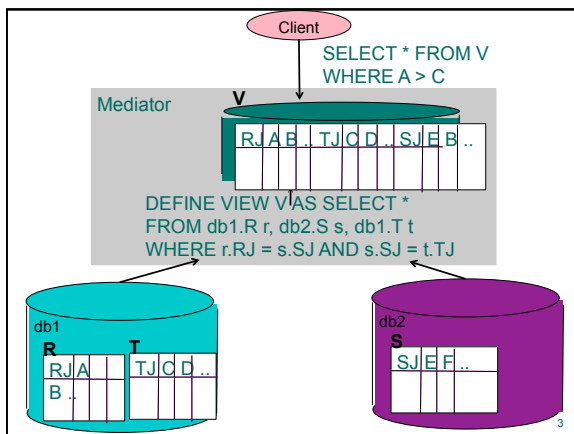 Client
SELECT * FROM V
WHERE A > C
Mediator
V
RJ A B .. TJ C D .. SJ E B ..
DEFINE VIEW V AS SELECT *
FROM db1.R r, db2.S s, db1.T t
WHERE r.RJ = s.SJ AND s.SJ = t.TJ
db1
R
T
RJ A
B ..
TJ C D ..
db2
S
SJ E F ..
3